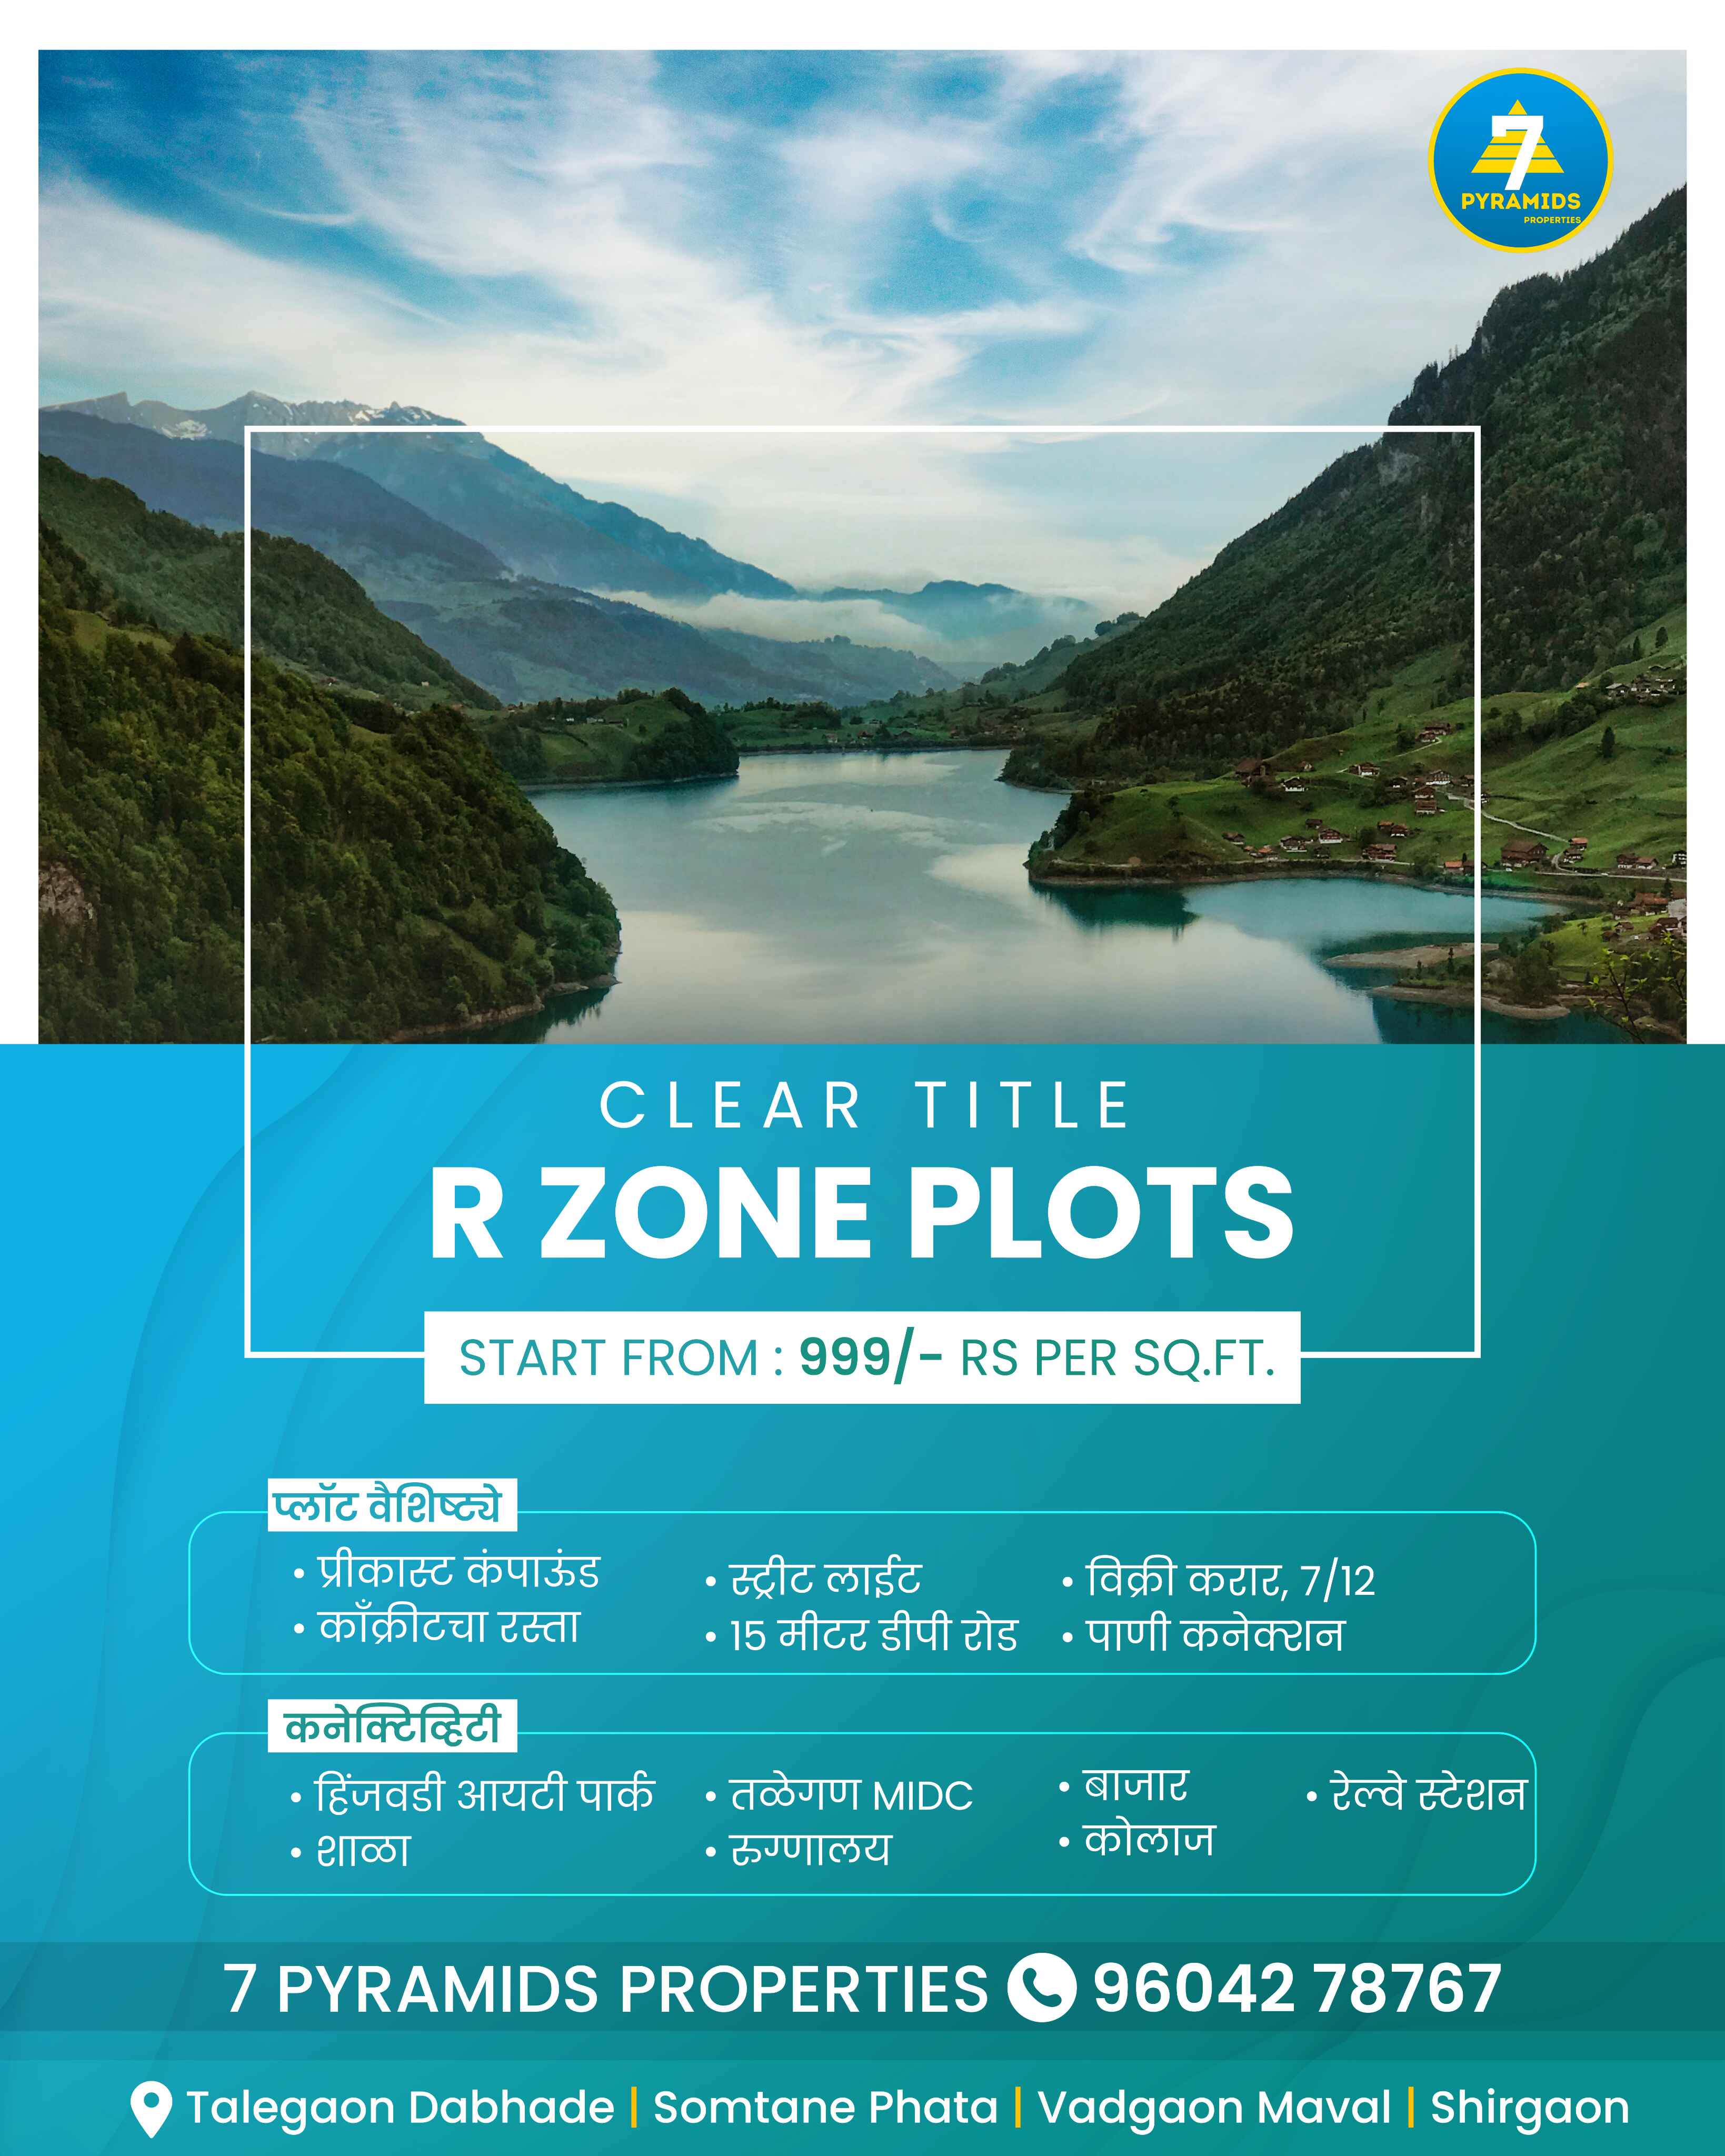 7
PYRAMIDS
PROPERTIES
CLEAR TITLE
R ZONE PLOTS
START FROM : 999/- RS PER SQ.FT.
प्लॉट वैशिष्ट्ये
• प्रीकास्ट कंपाऊंड
• काँक्रीटचा रस्ता
• स्ट्रीट लाईट
• 15 मीटर डीपी रोड
• विक्री करार, 7/12
• पाणी कनेक्शन
कनेक्टिव्हिटी
• हिंजवडी आयटी पार्क
• शाळा
• तळेगण MIDC
• रुग्णालय
• बाजार
• कोलाज
• रेल्वे स्टेशन
7 PYRAMIDS PROPERTIES 96042 78767
Talegaon Dabhade | Somtane Phata | Vadgaon Maval | Shirgaon